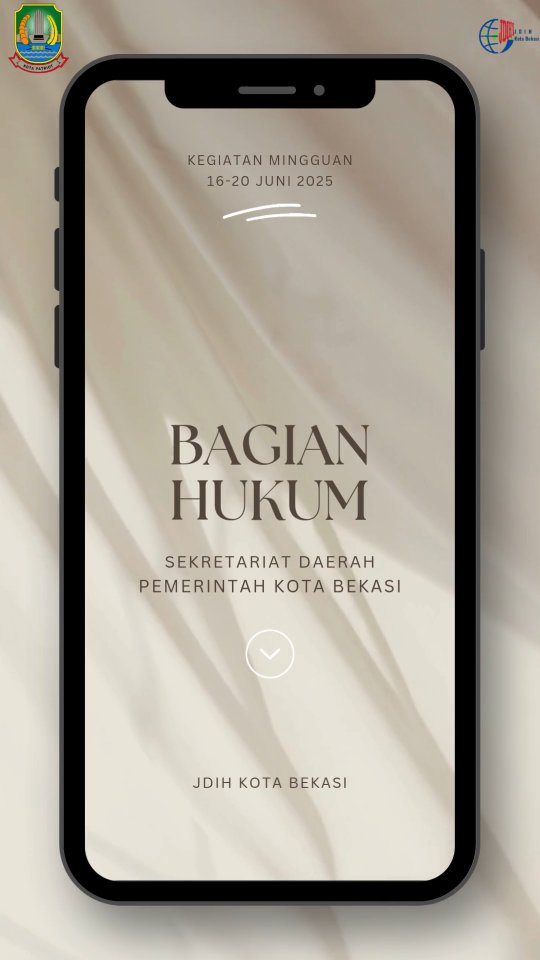 KOTA PATRIOT
JDIH
Kota Bekasi
KEGIATAN MINGGUAN
16-20 JUNI 2025
BAGIAN
HUKUM
SEKRETARIAT DAERAH
PEMERINTAH KOTA BEKASI
JDIH KOTA BEKASI